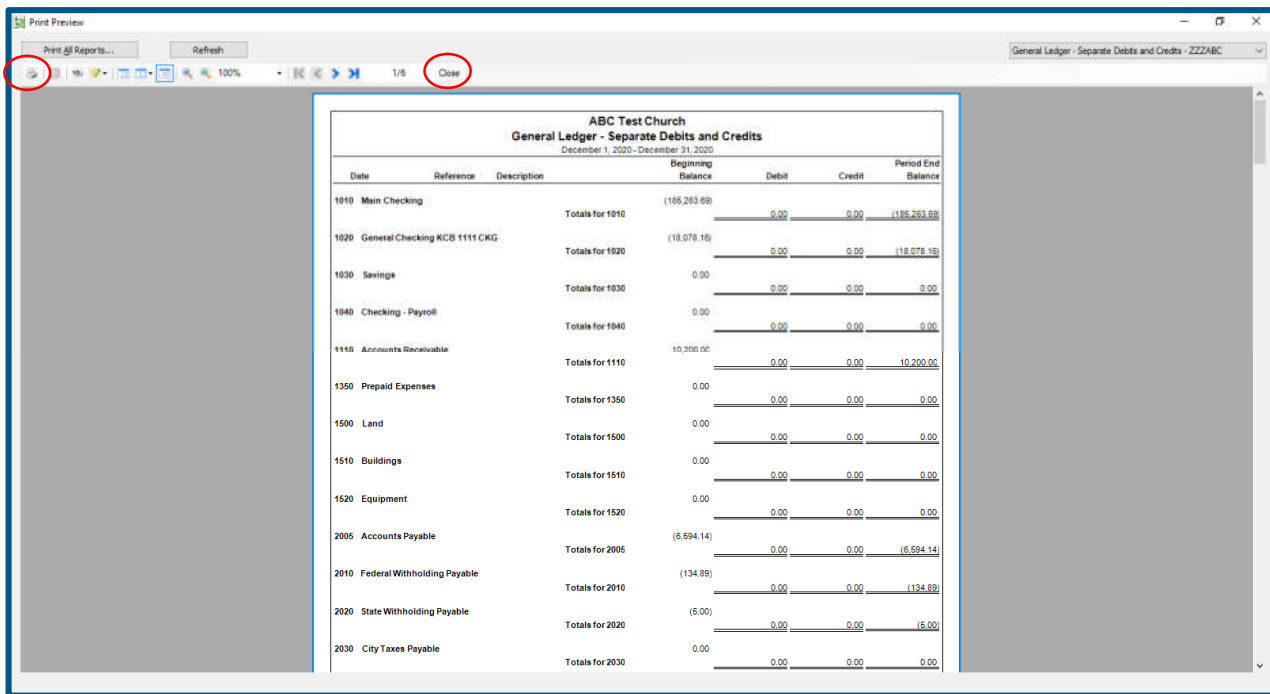 Print Preview
Print All Reports... Refresh General Ledger - Separate Debits and Credits - ZZZABC
100% 1/6 Close
ABC Test Church
General Ledger - Separate Debits and Credits
December 1, 2020 - December 31, 2020
Beginning Period End
Date Reference Description Balance Debit Credit Balance
1010 Main Checking (185,263.69)
Totals for 1010 0.00 0.00 (185,263.69)
1020 General Checking KCB 1111 CKG (18,078.16)
Totals for 1020 0.00 0.00 (18,078.16)
1030 Savings 0.00
Totals for 1030 0.00 0.00 0.00
1040 Checking - Payroll 0.00
Totals for 1040 0.00 0.00 0.00
1110 Accounts Receivable 10,200.00
Totals for 1110 0.00 0.00 10,200.00
1350 Prepaid Expenses 0.00
Totals for 1350 0.00 0.00 0.00
1500 Land 0.00
Totals for 1500 0.00 0.00 0.00
1510 Buildings 0.00
Totals for 1510 0.00 0.00 0.00
1520 Equipment 0.00
Totals for 1520 0.00 0.00 0.00
2005 Accounts Payable (6,594.14)
Totals for 2005 0.00 0.00 (6,594.14)
2010 Federal Withholding Payable (134.89)
Totals for 2010 0.00 0.00 (134.89)
2020 State Withholding Payable (5.00)
Totals for 2020 0.00 0.00 (5.00)
2030 City Taxes Payable 0.00
Totals for 2030 0.00 0.00 0.00